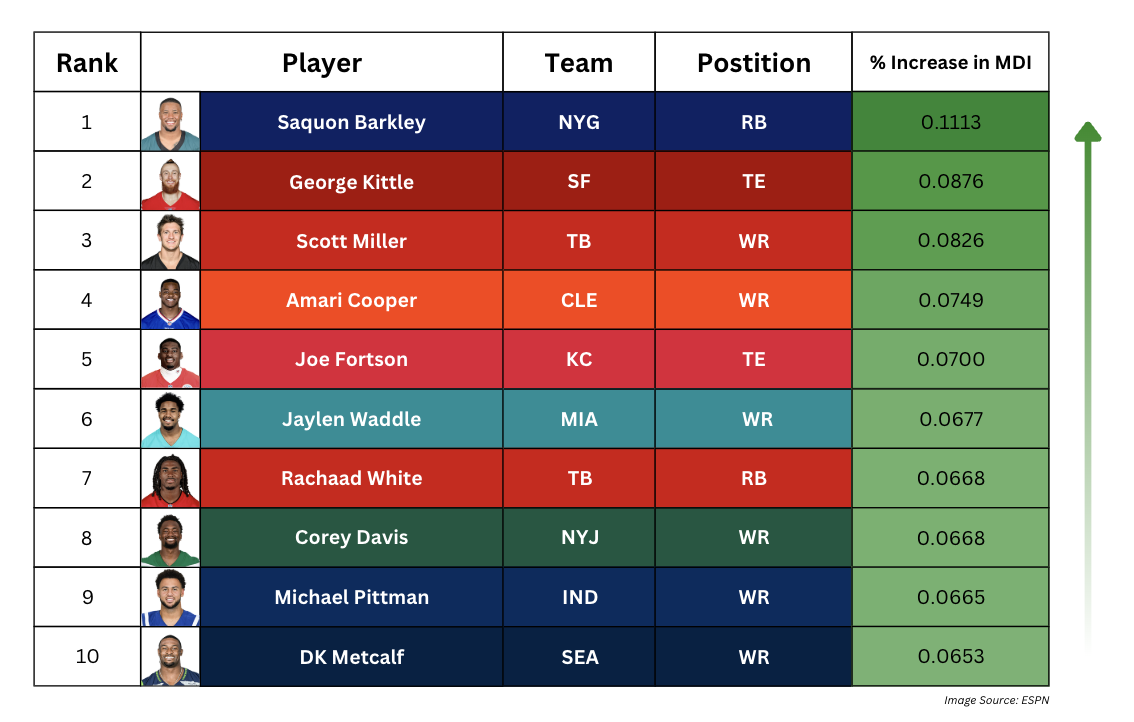 Rank Player Team Postition % Increase in MDI
1 Saquon Barkley NYG RB 0.1113
2 George Kittle SF TE 0.0876
3 Scott Miller TB WR 0.0826
4 Amari Cooper CLE WR 0.0749
5 Joe Fortson KC TE 0.0700
6 Jaylen Waddle MIA WR 0.0677
7 Rachaad White TB RB 0.0668
8 Corey Davis NYJ WR 0.0668
9 Michael Pittman IND WR 0.0665
10 DK Metcalf SEA WR 0.0653
Image Source: ESPN